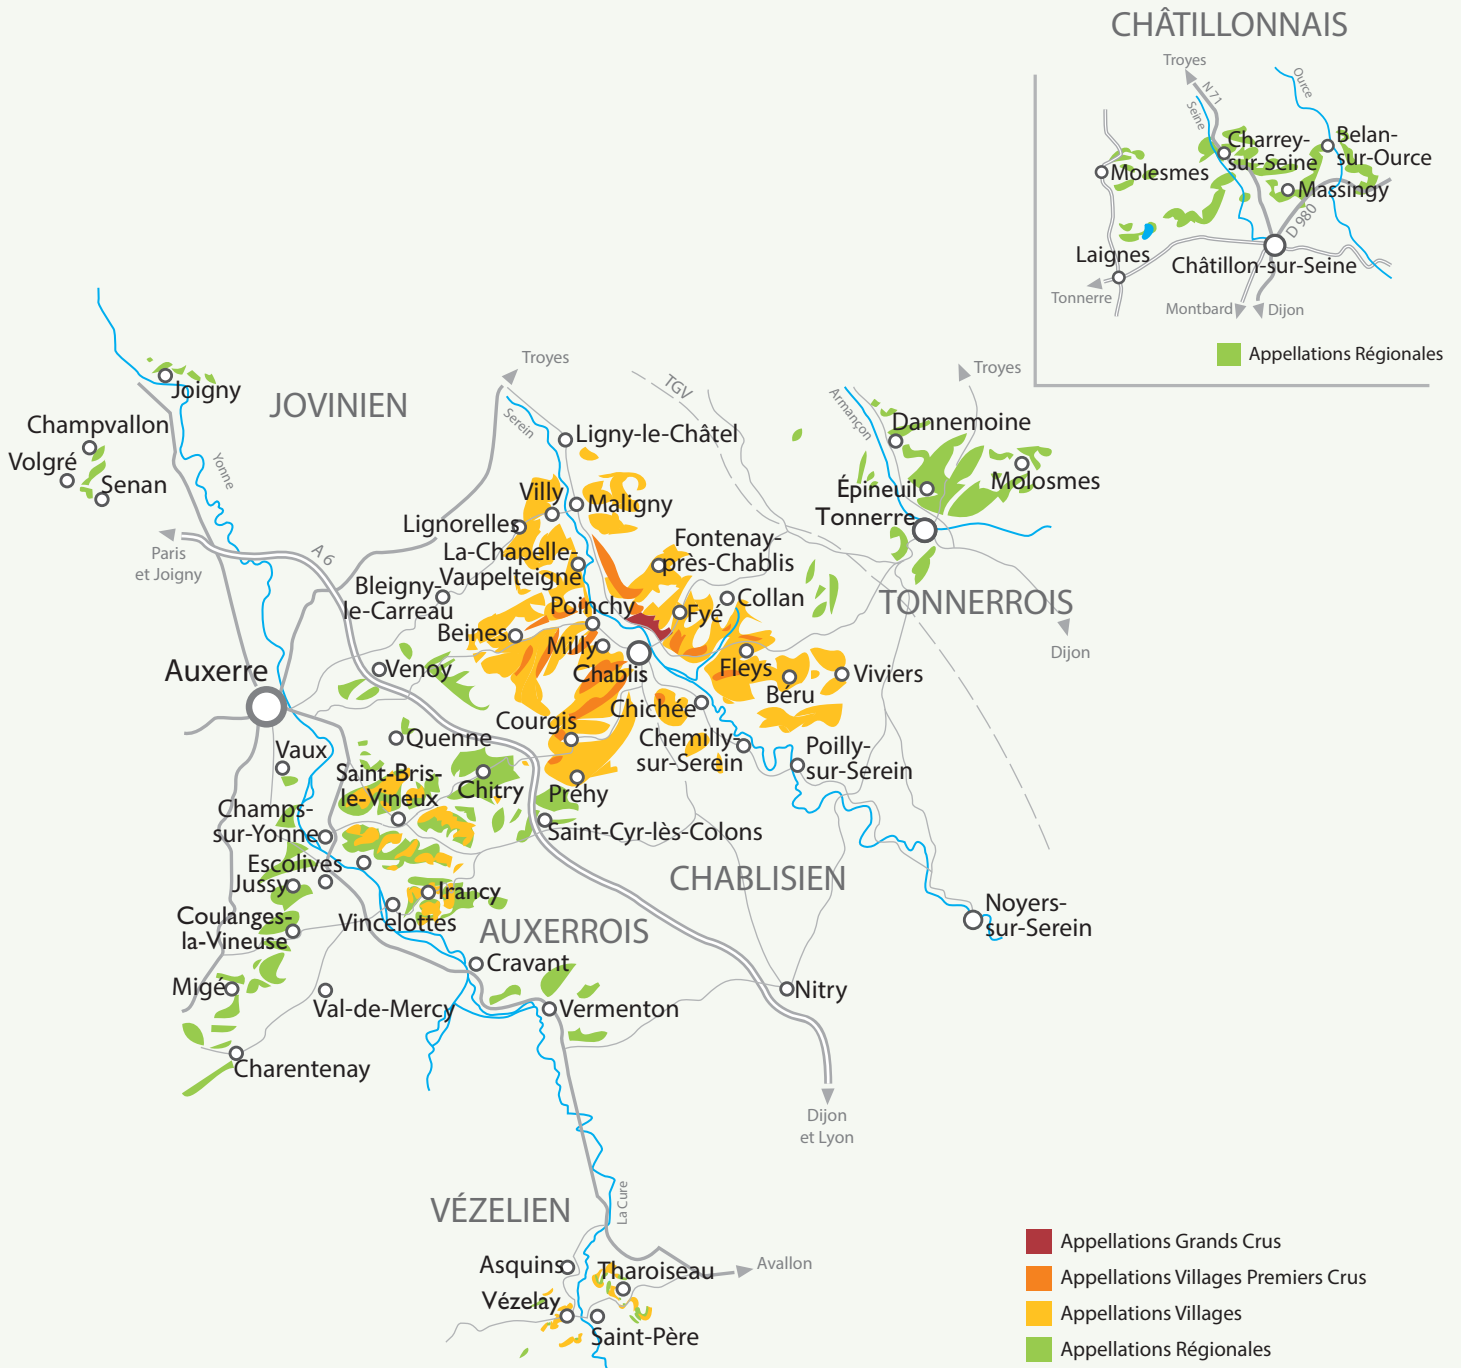 CHÂTILLONNAIS
Troyes
N 71
Seine
Ource
Charrey-
sur-Seine
Belan-
sur-Ource
Molesmes
Massingy
D 980
Laignes
Châtillon-sur-Seine
Tonnerre
Montbard
Dijon
Appellations Régionales
Joigny
JOVINIEN
Troyes
TGV
Troyes
Serein
Armançon
Champvallon
Volgré
Senan
Yonne
Ligny-le-Châtel
Dannemoine
Molosmes
Épineuil
Tonnerre
Villy
Maligny
Lignorelles
La-Chapelle-
Vaupelteigne
Fontenay-
près-Chablis
Paris
et Joigny
A 6
Bleigny-
le-Carreau
Poinchy
Fyé
Collan
TONNERROIS
Dijon
Beines
Milly
Chablis
Fleys
Béru
Viviers
Auxerre
Venoy
Courgis
Chichée
Chemilly-
sur-Serein
Poilly-
sur-Serein
Quenne
Vaux
Saint-Bris-
le-Vineux
Chitry
Préhy
Champs-
sur-Yonne
Saint-Cyr-lès-Colons
Escolives
Jussy
Irancy
CHABLISIEN
Coulanges-
la-Vineuse
Vincelottes
AUXERROIS
Noyers-
sur-Serein
Cravant
Migé
Val-de-Mercy
Vermenton
Nitry
Charentenay
Dijon
et Lyon
VÉZELIEN
La Cure
Asquins
Tharoiseau
Avallon
Vézelay
Saint-Père
Appellations Grands Crus
Appellations Villages Premiers Crus
Appellations Villages
Appellations Régionales